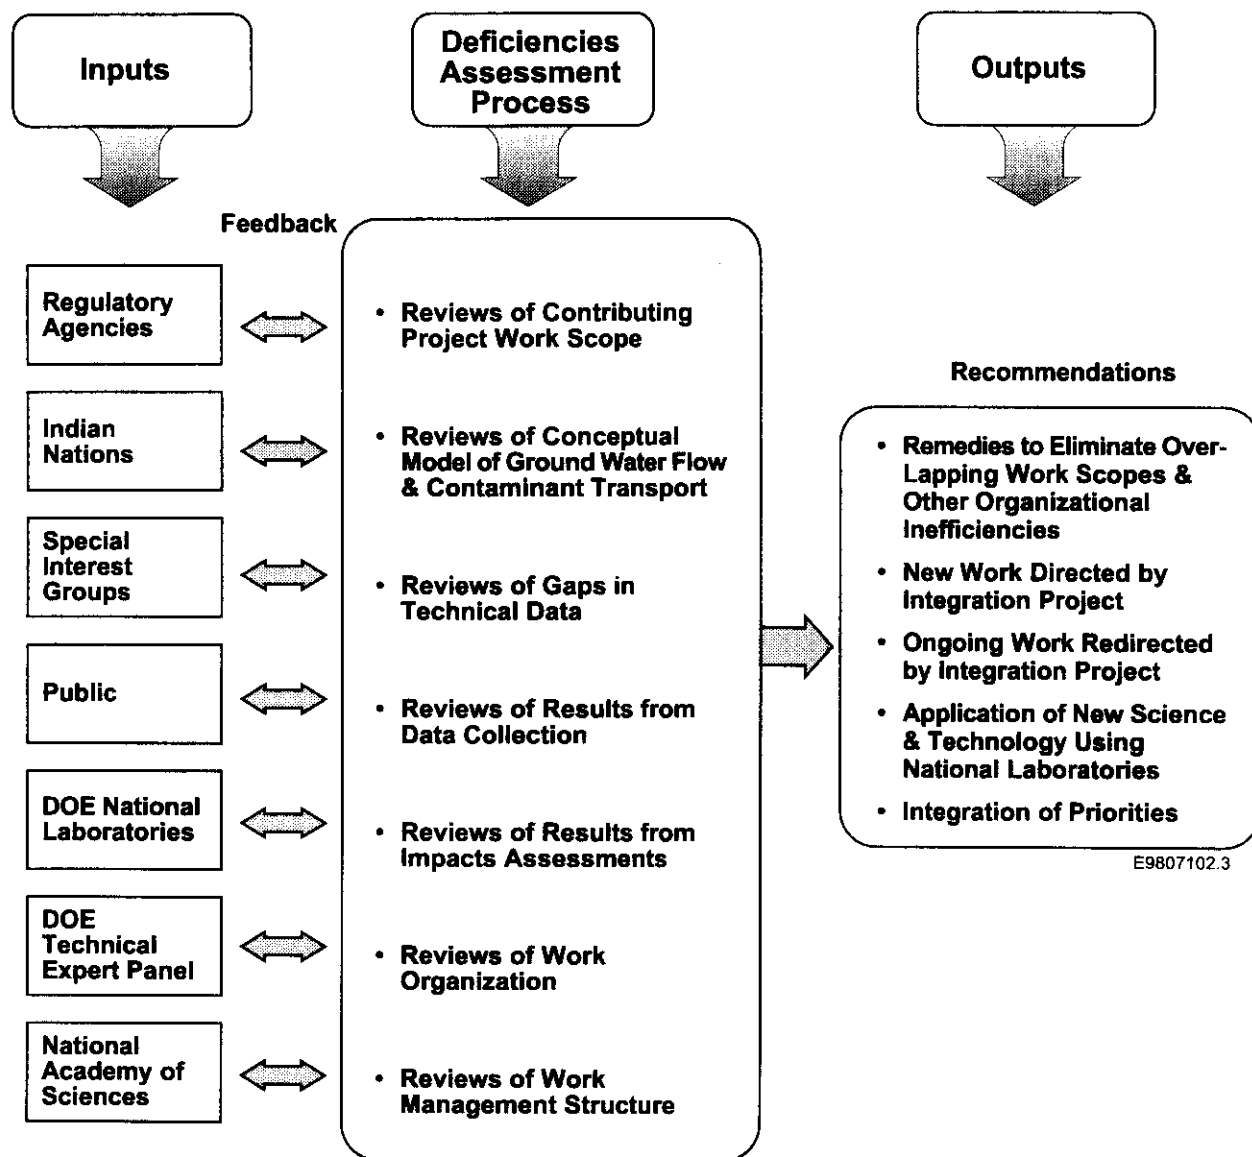 Inputs
Deficiencies
Assessment
Process
Outputs
Feedback
Regulatory
Agencies
Indian
Nations
Special
Interest
Groups
Public
DOE National
Laboratories
DOE
Technical
Expert Panel
National
Academy of
Sciences
• Reviews of Contributing
Project Work Scope
• Reviews of Conceptual
Model of Ground Water Flow
& Contaminant Transport
• Reviews of Gaps in
Technical Data
• Reviews of Results from
Data Collection
• Reviews of Results from
Impacts Assessments
• Reviews of Work
Organization
• Reviews of Work
Management Structure
Recommendations
• Remedies to Eliminate Over-
Lapping Work Scopes &
Other Organizational
Inefficiencies
• New Work Directed by
Integration Project
• Ongoing Work Redirected
by Integration Project
• Application of New Science
& Technology Using
National Laboratories
• Integration of Priorities
E9807102.3